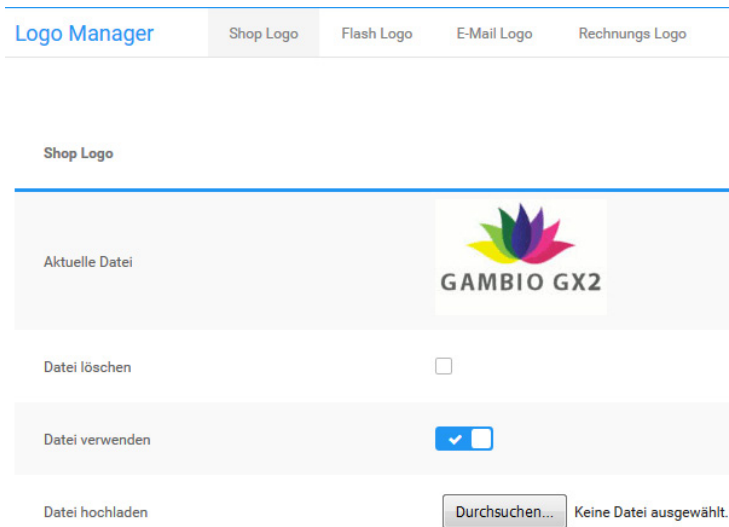 Logo Manager Shop Logo Flash Logo E-Mail Logo Rechnungs Logo
Shop Logo
Aktuelle Datei
GAMBIO GX2
Datei löschen
Datei verwenden
Datei hochladen Durchsuchen... Keine Datei ausgewählt.